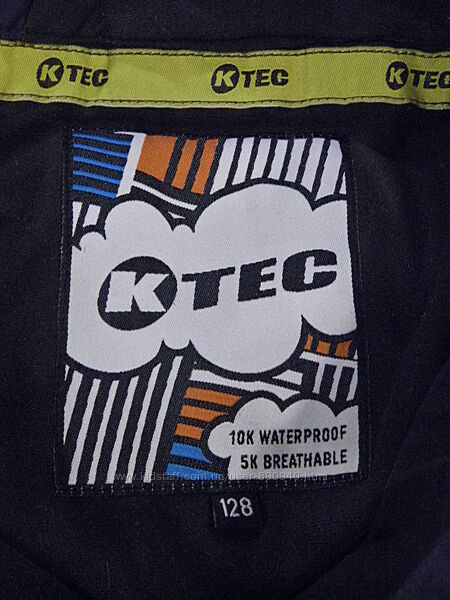 KTEC KTEC KTEC
KTEC
10K WATERPROOF
5K BREATHABLE
128